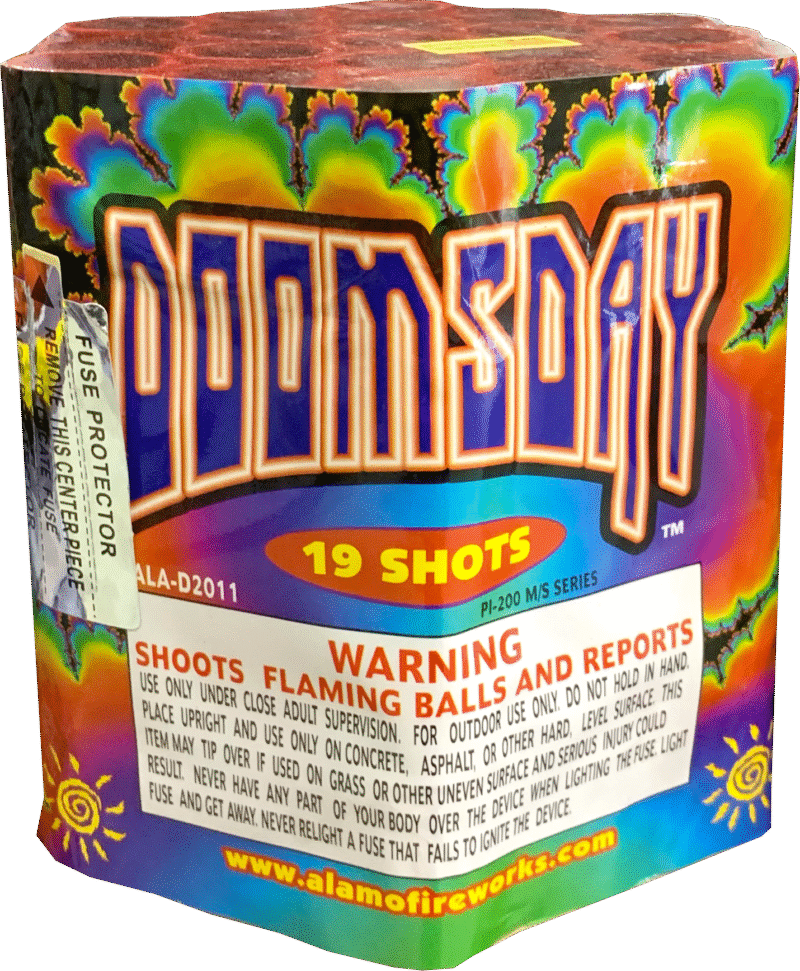 DOOMSDAY
TM
19 SHOTS
ALA-D2011
PI-200 M/S SERIES
WARNING
SHOOTS FLAMING BALLS AND REPORTS
USE ONLY UNDER CLOSE ADULT SUPERVISION. FOR OUTDOOR USE ONLY. DO NOT HOLD IN HAND.
PLACE UPRIGHT AND USE ONLY ON CONCRETE, ASPHALT, OR OTHER HARD, LEVEL SURFACE. THIS
ITEM MAY TIP OVER IF USED ON GRASS OR OTHER UNEVEN SURFACE AND SERIOUS INJURY COULD
RESULT. NEVER HAVE ANY PART OF YOUR BODY OVER THE DEVICE WHEN LIGHTING THE FUSE. LIGHT
FUSE AND GET AWAY. NEVER RELIGHT A FUSE THAT FAILS TO IGNITE THE DEVICE.
www.alamofireworks.com
FUSE PROTECTOR
REMOVE THIS CENTER PIECE
FUSE